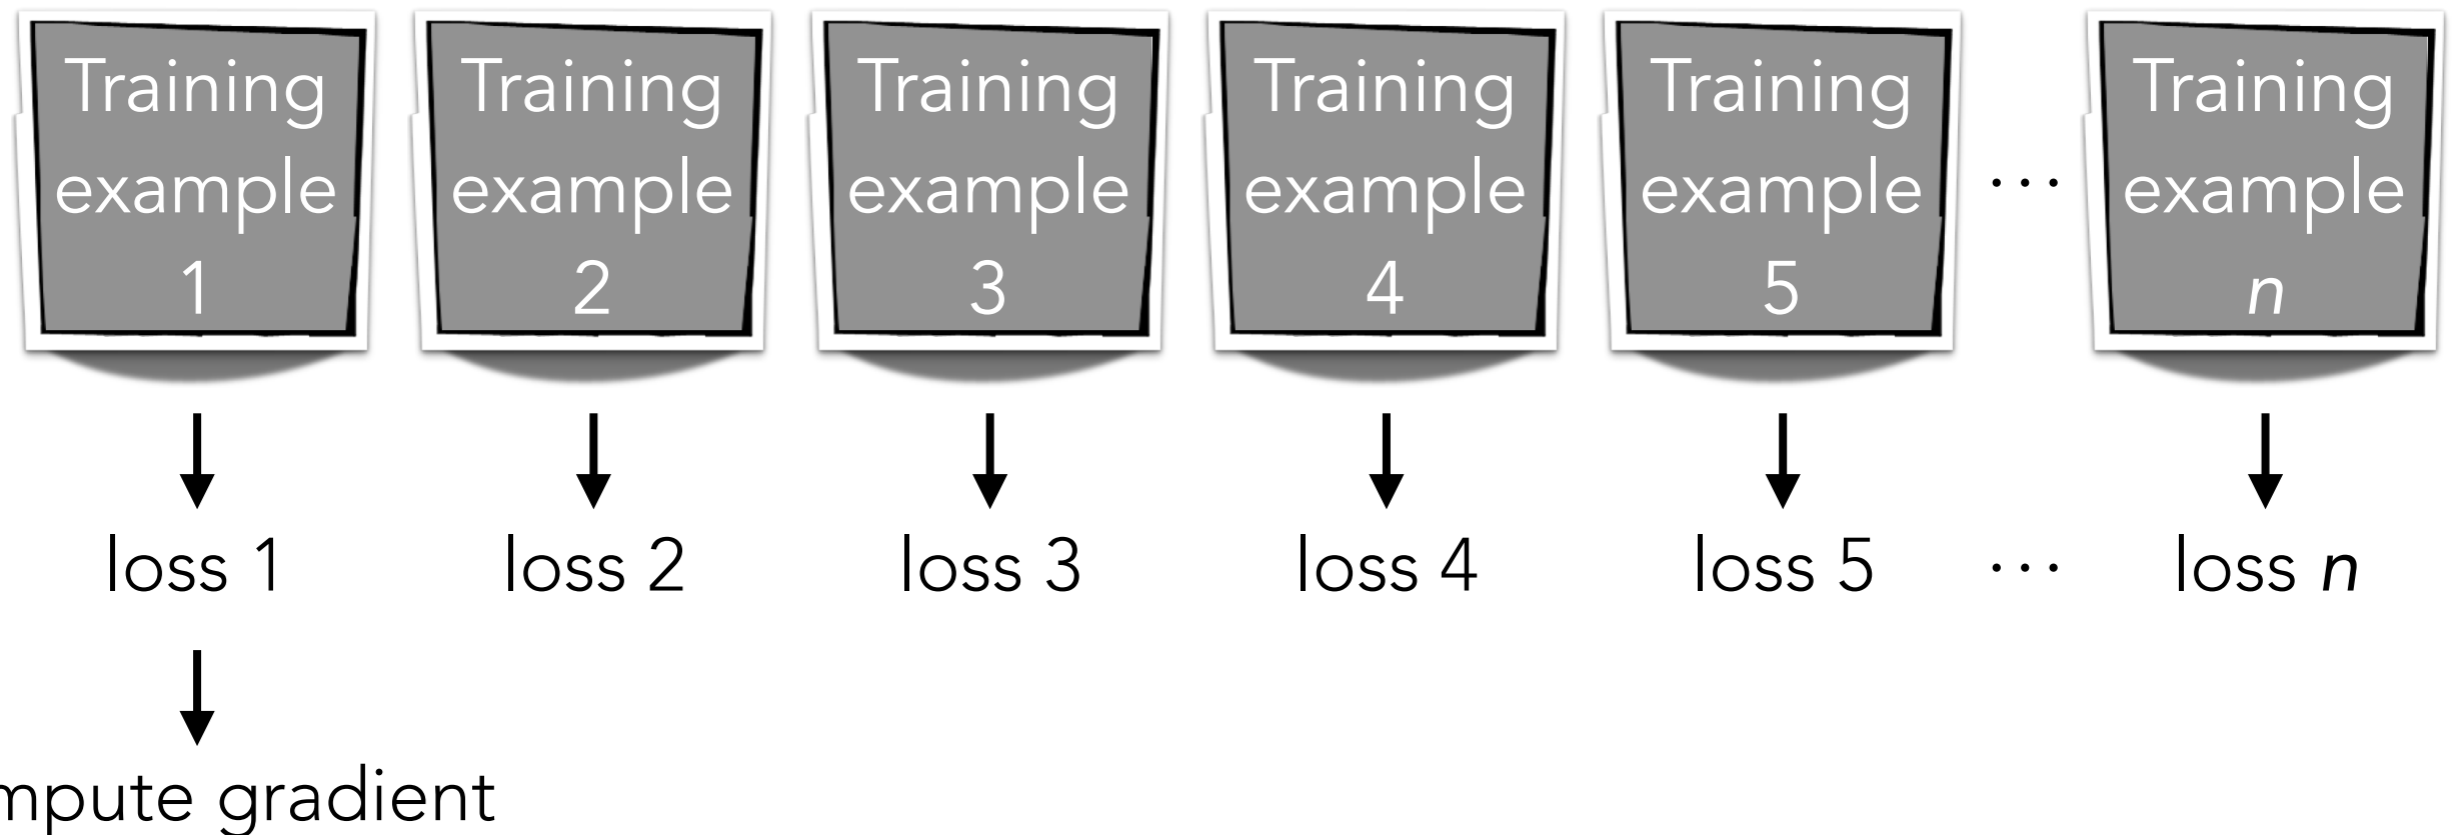 Training
example
1
Training
example
2
Training
example
3
Training
example
4
Training
example
5
...
Training
example
n
loss 1
loss 2
loss 3
loss 4
loss 5
...
loss n
mpute gradient